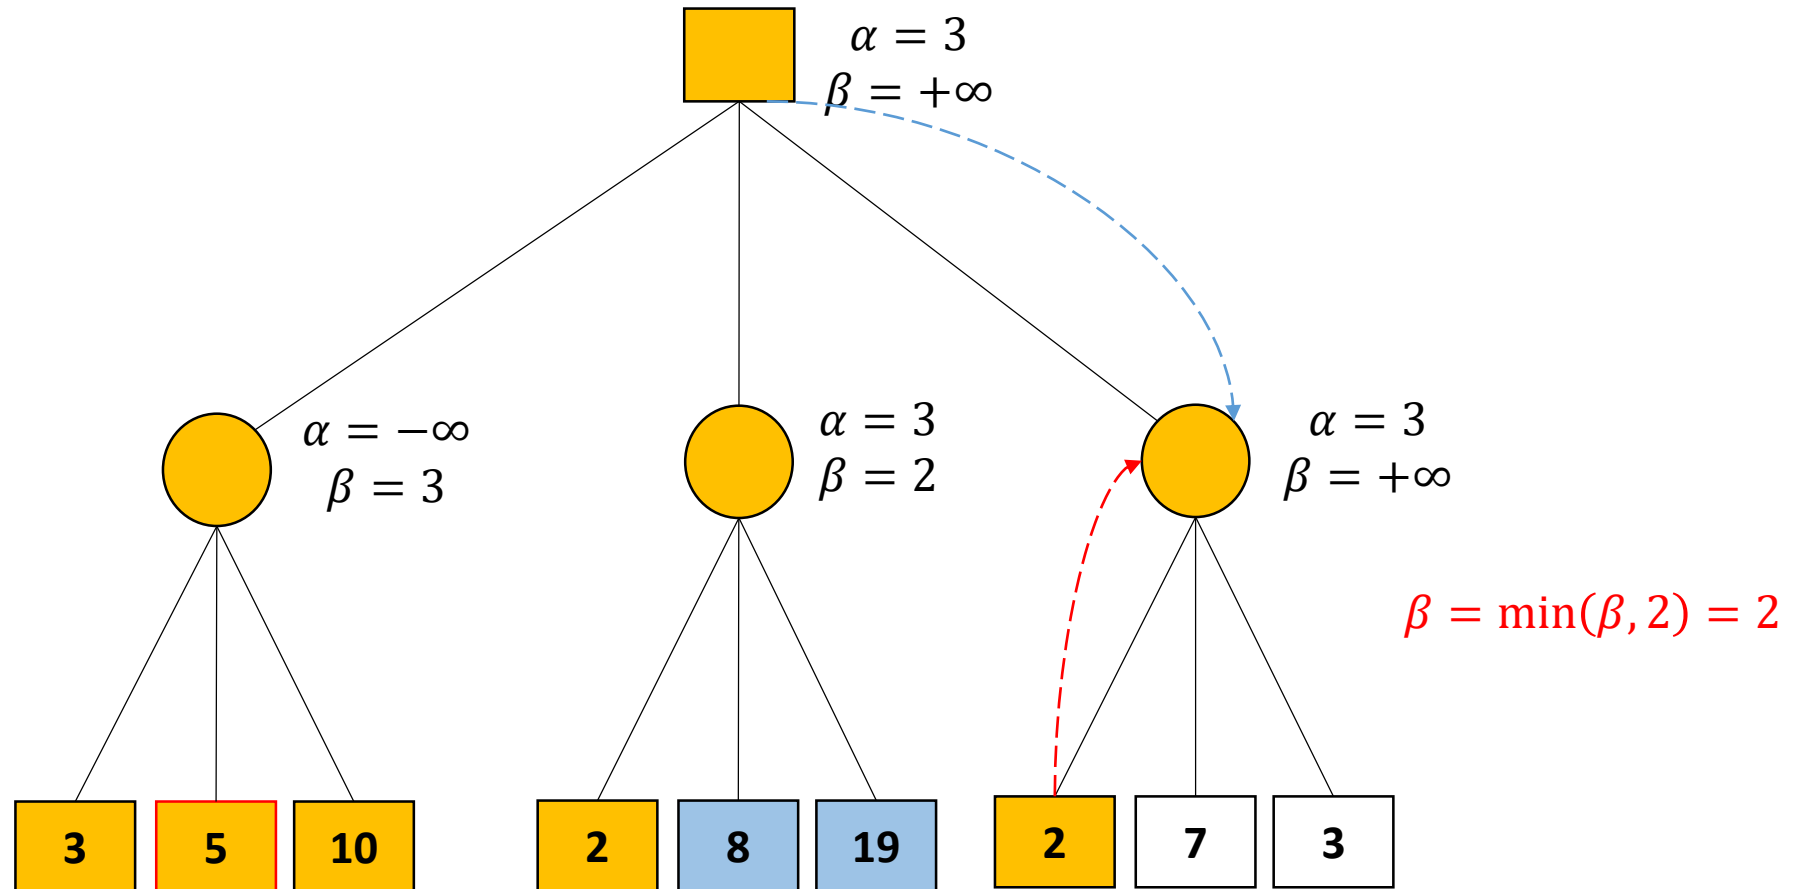 α = 3
β = +∞
α = −∞
β = 3
α = 3
β = 2
α = 3
β = +∞
β = min(β, 2) = 2
3 5 10 2 8 19 2 7 3